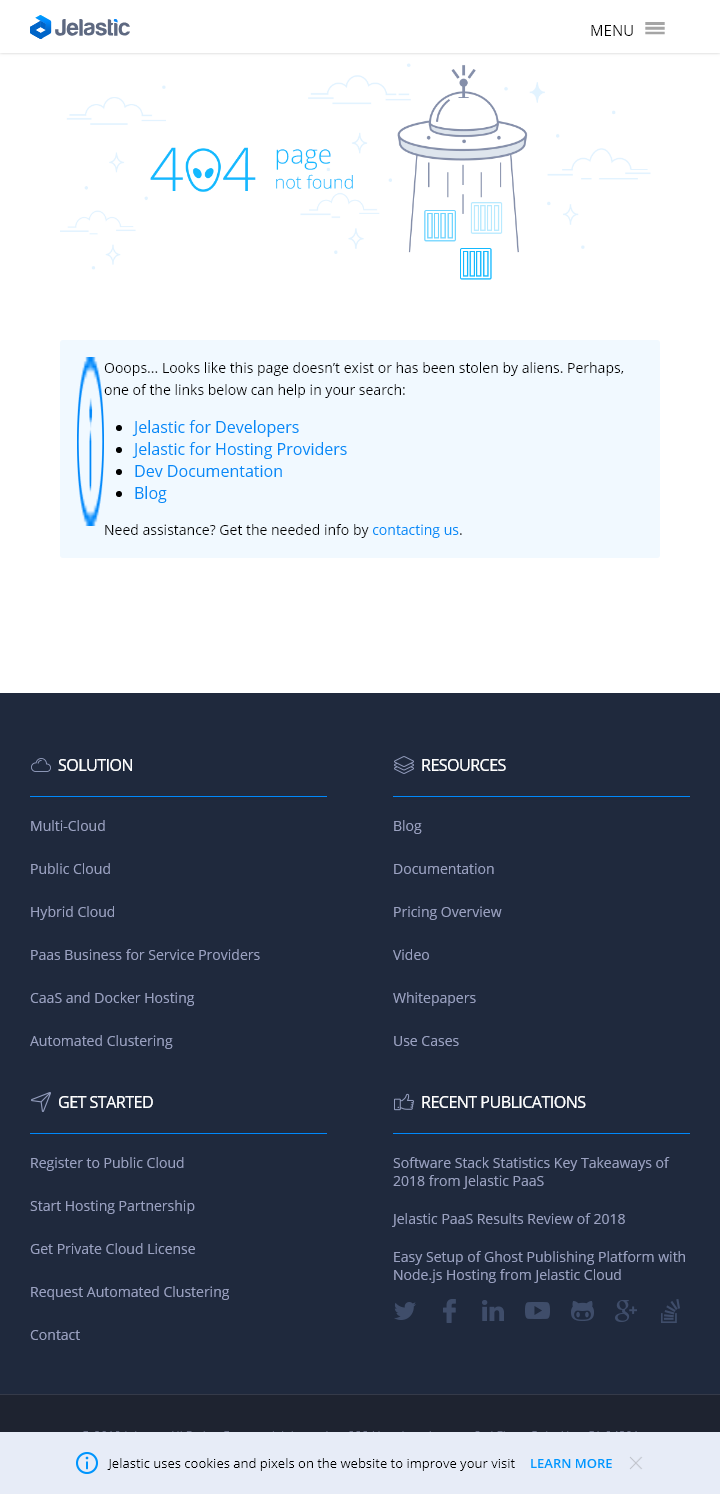 Jelastic
MENU
404 page
not found
Ooops... Looks like this page doesn't exist or has been stolen by aliens. Perhaps,
one of the links below can help in your search:
Jelastic for Developers
Jelastic for Hosting Providers
Dev Documentation
Blog
Need assistance? Get the needed info by contacting us.
SOLUTION
Multi-Cloud
Public Cloud
Hybrid Cloud
Paas Business for Service Providers
CaaS and Docker Hosting
Automated Clustering
RESOURCES
Blog
Documentation
Pricing Overview
Video
Whitepapers
Use Cases
GET STARTED
Register to Public Cloud
Start Hosting Partnership
Get Private Cloud License
Request Automated Clustering
Contact
RECENT PUBLICATIONS
Software Stack Statistics Key Takeaways of
2018 from Jelastic PaaS
Jelastic PaaS Results Review of 2018
Easy Setup of Ghost Publishing Platform with
Node.js Hosting from Jelastic Cloud
Jelastic uses cookies and pixels on the website to improve your visit LEARN MORE